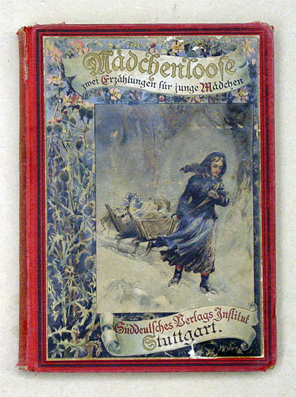 Mädchenloose
zwei Erzählungen für junge Mädchen
Süddeutsches Verlags Institut
Stuttgart.